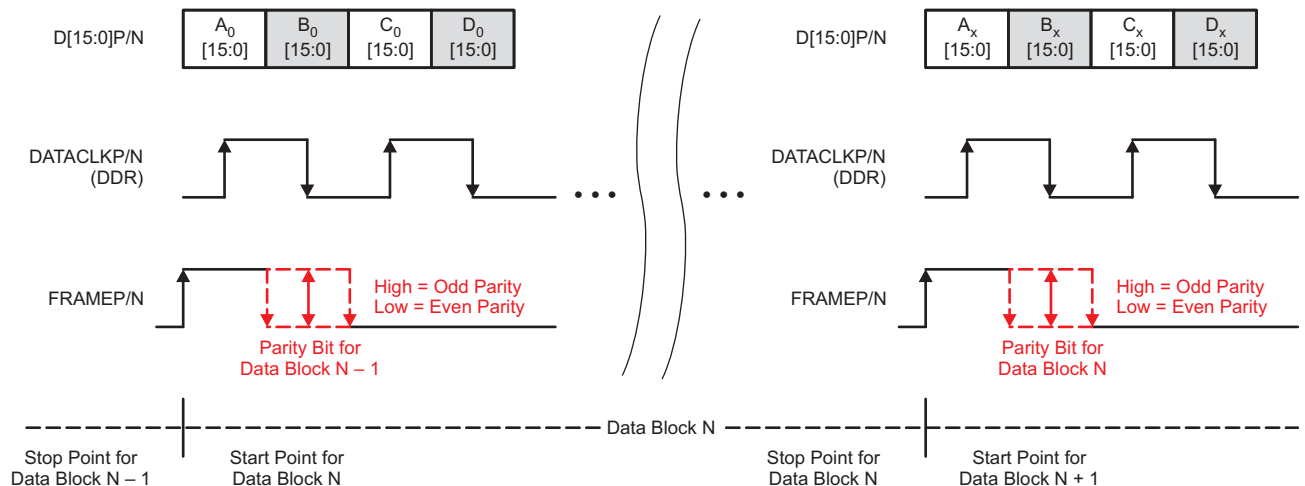 D[15:0]P/N
A0 B0 C0 D0
[15:0] [15:0] [15:0] [15:0]
D[15:0]P/N
Ax Bx Cx Dx
[15:0] [15:0] [15:0] [15:0]
DATACLKP/N
(DDR)
DATACLKP/N
(DDR)
FRAMEP/N
High = Odd Parity
Low = Even Parity
Parity Bit for
Data Block N – 1
FRAMEP/N
High = Odd Parity
Low = Even Parity
Parity Bit for
Data Block N
Data Block N
Stop Point for
Data Block N – 1
Start Point for
Data Block N
Stop Point for
Data Block N
Start Point for
Data Block N + 1